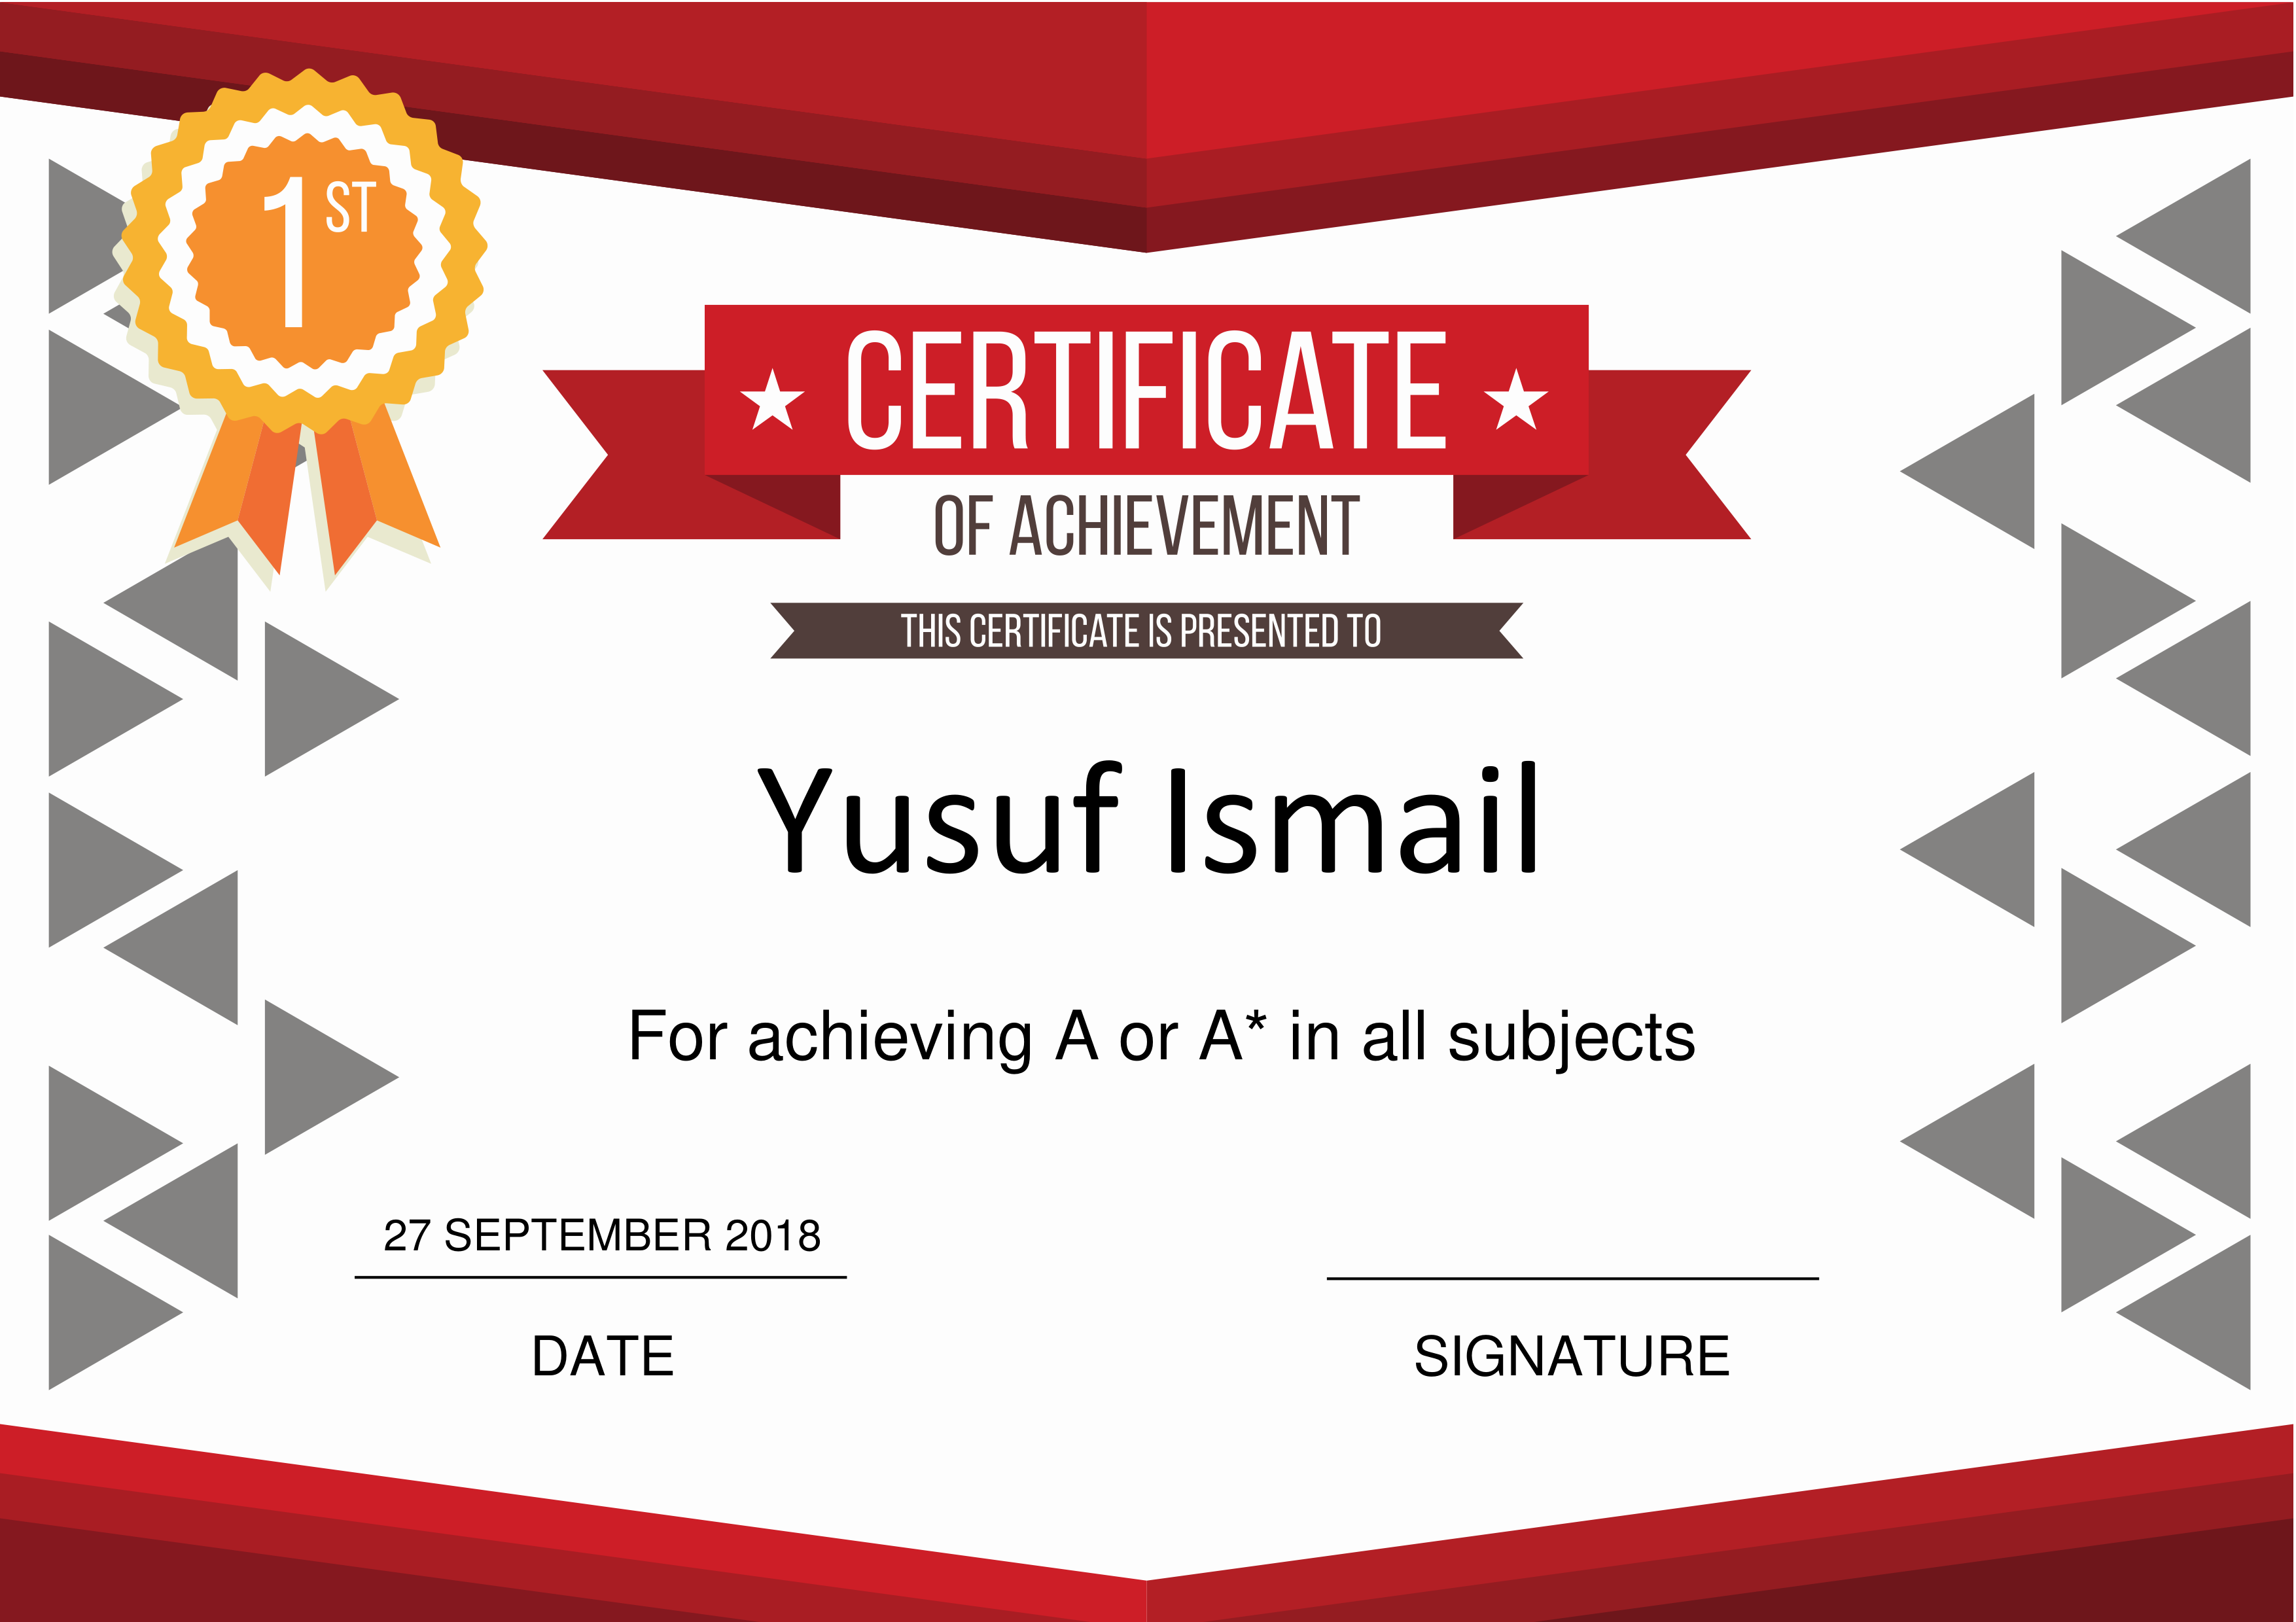 1ST
CERTIFICATE
OF ACHIEVEMENT
THIS CERTIFICATE IS PRESENTED TO
Yusuf Ismail
For achieving A or A* in all subjects
27 SEPTEMBER 2018
DATE
SIGNATURE